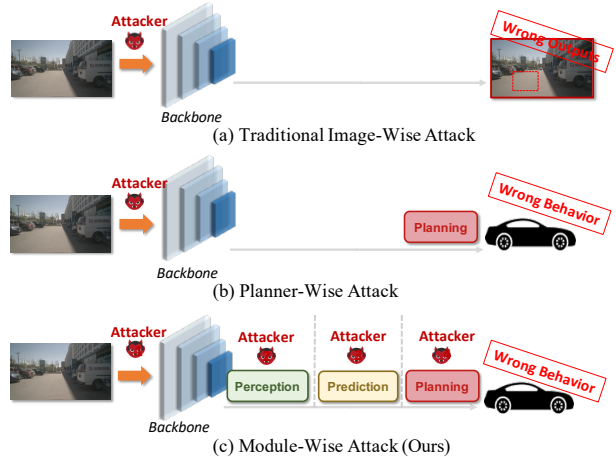 Attacker
Wrong Outputs
Backbone
(a) Traditional Image-Wise Attack
Attacker
Wrong Behavior
Planning
Backbone
(b) Planner-Wise Attack
Attacker
Attacker
Attacker
Attacker
Wrong Behavior
Perception
Prediction
Planning
Backbone
(c) Module-Wise Attack (Ours)